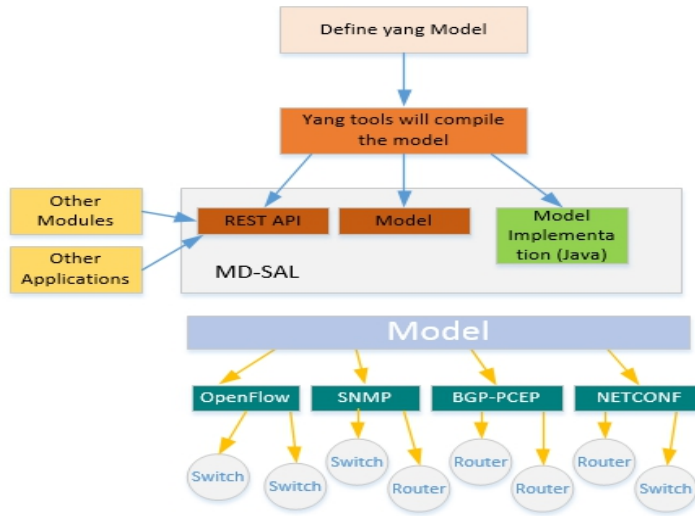 Define yang Model
Yang tools will compile
the model
Other
Modules
REST API
Model
Model
Implementa
tion (Java)
Other
Applications
MD-SAL
Model
OpenFlow
SNMP
BGP-PCEP
NETCONF
Switch
Switch
Switch
Router
Router
Router
Router
Switch